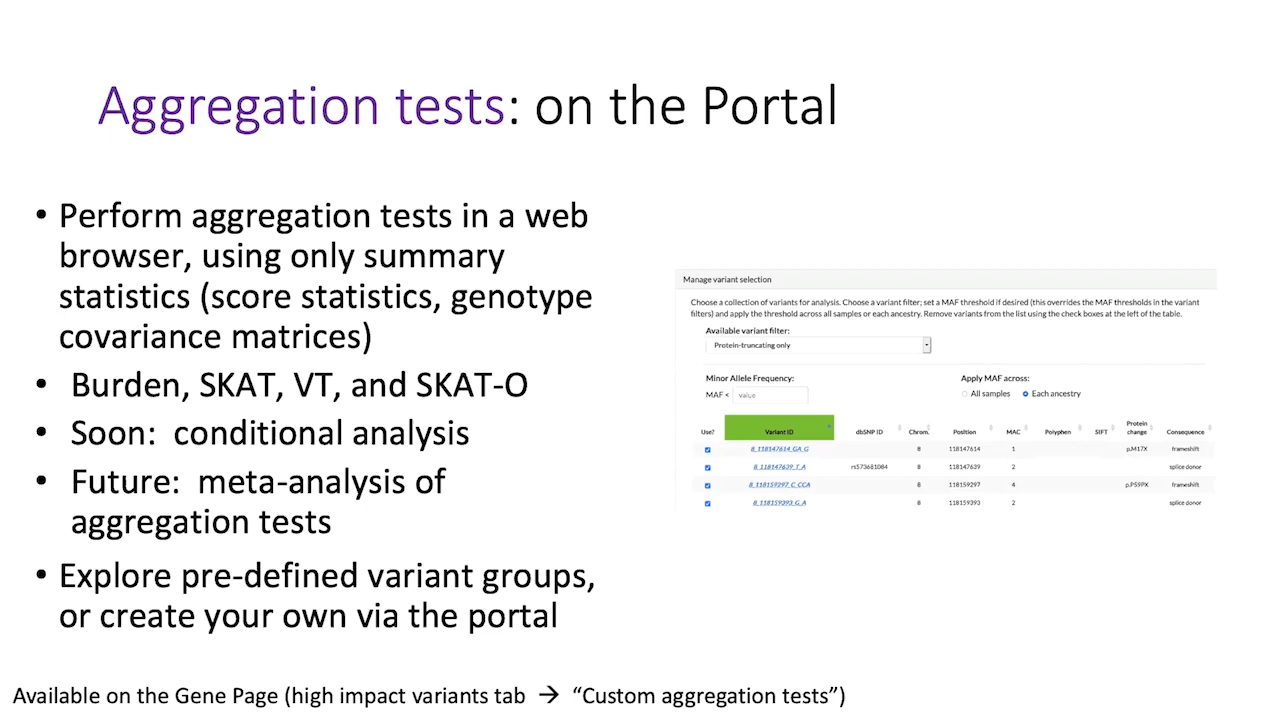 Aggregation tests: on the Portal
• Perform aggregation tests in a web
browser, using only summary
statistics (score statistics, genotype
covariance matrices)
• Burden, SKAT, VT, and SKAT-O
• Soon: conditional analysis
• Future: meta-analysis of
aggregation tests
• Explore pre-defined variant groups,
or create your own via the portal
Manage variant selection
Choose a collection of variants for analysis. Choose a variant filter; set a MAF threshold if desired (this overrides the MAF thresholds in the variant
filters) and apply the threshold across all samples or each ancestry. Remove variants from the list using the check boxes at the left of the table.
Available variant filter:
Protein-truncating only
Minor Allele Frequency: Apply MAF across:
MAF < value All samples Each ancestry
Use? Variant ID dbSNP ID Chrom. Position MAC Polyphen SIFT Protein change Consequence
8_118147614_GA_G 8 118147614 1 p.M17X frameshift
8_118147639_T_A rs573681084 8 118147639 2 splice donor
8_118159297_C_CCA 8 118159297 4 p.P59PX frameshift
8_118159393_G_A 8 118159393 2 splice donor
Available on the Gene Page (high impact variants tab → “Custom aggregation tests”)